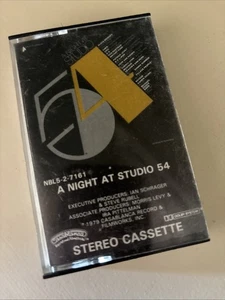 54
NBL5-2-7161
A NIGHT AT STUDIO 54
EXECUTIVE PRODUCERS: IAN SCHRAGER
& STEVE RUBELL
ASSOCIATE PRODUCERS: MORRIS LEVY &
IRA PITTELMAN
℗ 1979 CASABLANCA RECORD &
FILMWORKS, INC.
STEREO CASSETTE